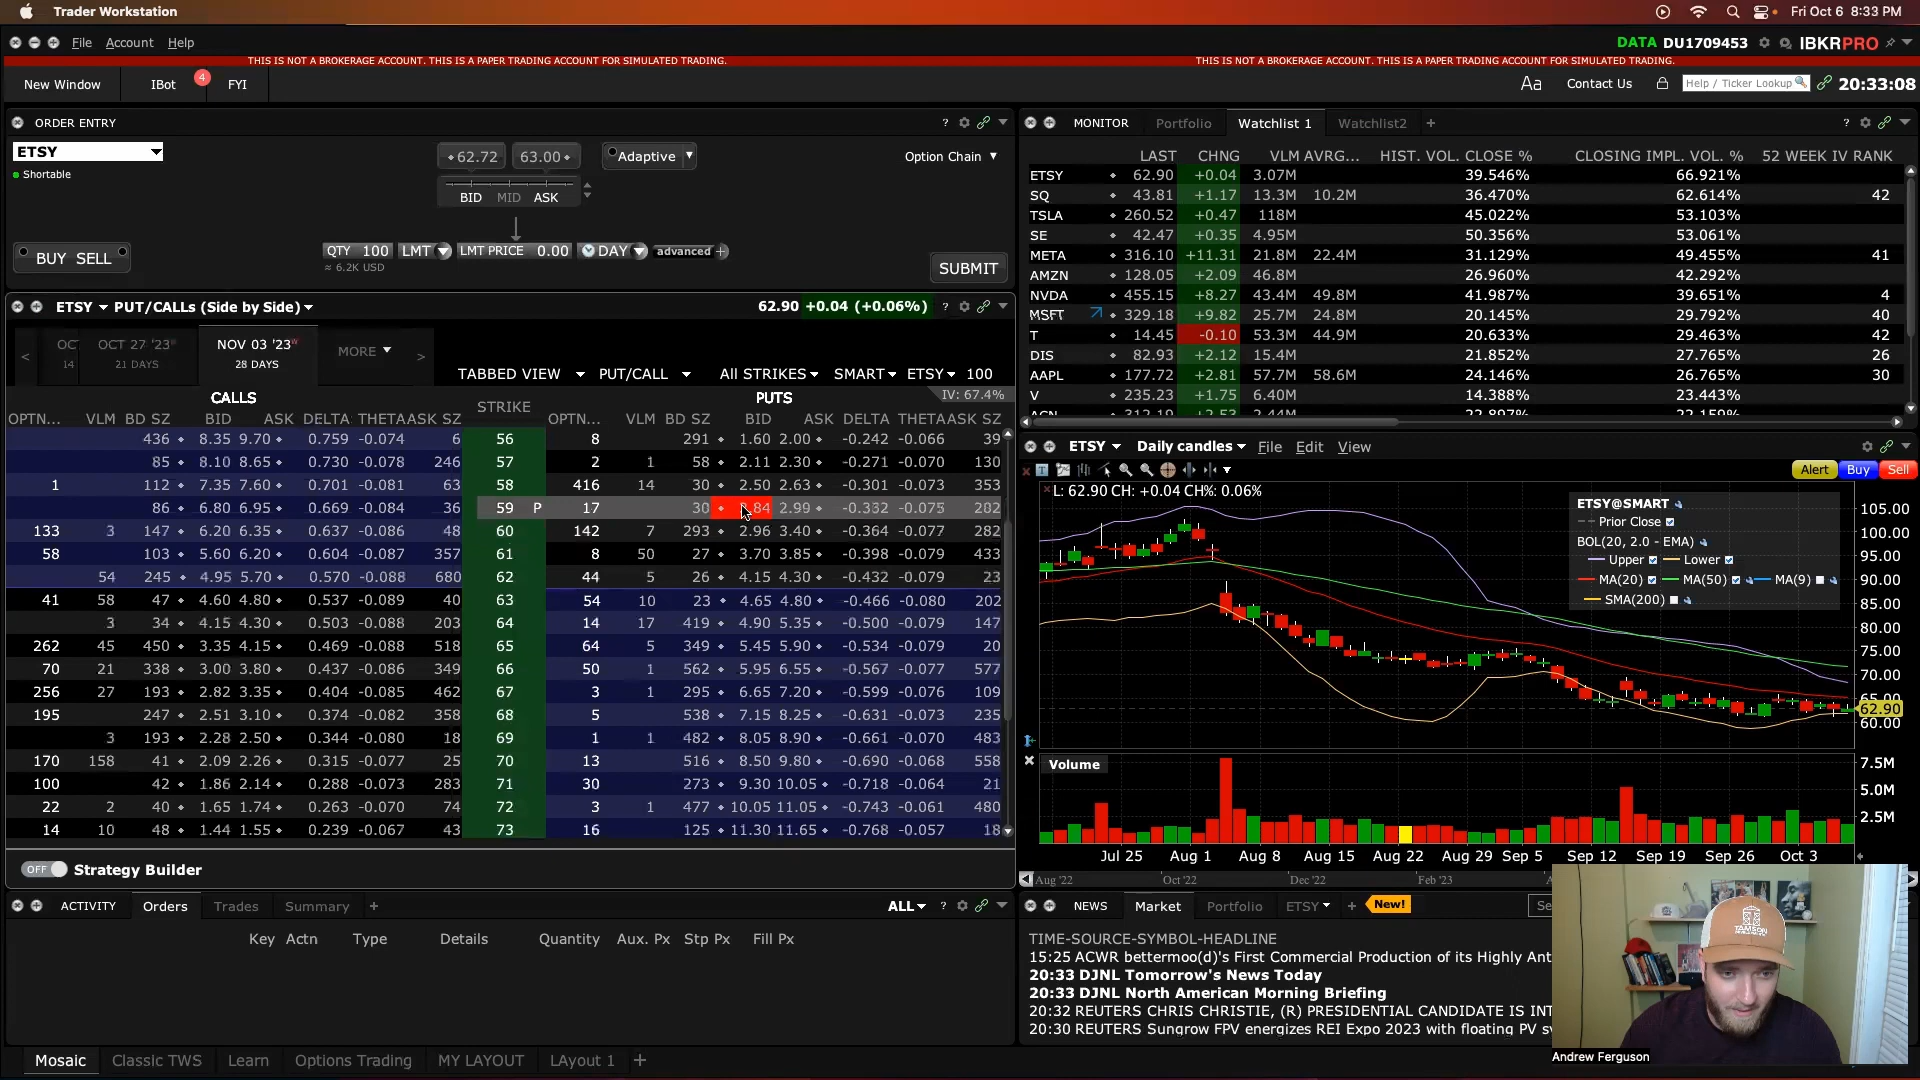 Trader Workstation
Fri Oct 6 8:33 PM
File Account Help
DATA DU1709453 IBKRPRO
THIS IS NOT A BROKERAGE ACCOUNT. THIS IS A PAPER TRADING ACCOUNT FOR SIMULATED TRADING.
THIS IS NOT A BROKERAGE ACCOUNT. THIS IS A PAPER TRADING ACCOUNT FOR SIMULATED TRADING.
New Window IBot 4 FYI
Aa Contact Us Help / Ticker Lookup 20:33:08
ORDER ENTRY ?
ETSY
Shortable
62.72 63.00 Adaptive Option Chain
BID MID ASK
BUY SELL QTY 100 LMT LMT PRICE 0.00 DAY advanced +
≈ 6.2K USD
SUBMIT
ETSY PUT/CALLs (Side by Side) 62.90 +0.04 (+0.06%) ?
< OCT 27 '23 W NOV 03 '23 W MORE >
14 21 DAYS 28 DAYS
TABBED VIEW PUT/CALL All STRIKES SMART ETSY 100
IV: 67.4%
CALLS STRIKE PUTS
OPTN... VLM BD SZ BID ASK DELTA THETA ASK SZ OPTN... VLM BD SZ BID ASK DELTA THETA ASK SZ
436 8.35 9.70 0.759 -0.074 6 56 8 291 1.60 2.00 -0.242 -0.066 39
85 8.10 8.65 0.730 -0.078 246 57 2 1 58 2.11 2.30 -0.271 -0.070 130
1 112 7.35 7.60 0.701 -0.081 63 58 416 14 30 2.50 2.63 -0.301 -0.073 353
86 6.80 6.95 0.669 -0.084 36 59 P 17 30 .84 2.99 -0.332 -0.075 202
133 3 147 6.20 6.35 0.637 -0.086 48 60 142 7 293 2.96 3.40 -0.364 -0.077 282
58 103 5.60 6.20 0.604 -0.087 357 61 8 50 27 3.70 3.85 -0.398 -0.079 433
54 245 4.95 5.70 0.570 -0.088 680 62 44 5 26 4.15 4.30 -0.432 -0.079 23
41 58 47 4.60 4.80 0.537 -0.089 40 63 54 10 23 4.65 4.80 -0.466 -0.080 202
3 34 4.15 4.30 0.503 -0.088 203 64 14 17 419 4.90 5.35 -0.500 -0.079 147
262 45 450 3.35 4.15 0.469 -0.088 518 65 64 5 349 5.45 5.90 -0.534 -0.079 20
70 21 338 3.00 3.80 0.437 -0.086 349 66 50 1 562 5.95 6.55 -0.567 -0.077 577
256 27 193 2.82 3.35 0.404 -0.085 462 67 3 1 295 6.65 7.20 -0.599 -0.076 109
195 247 2.51 3.10 0.374 -0.082 358 68 5 538 7.15 8.25 -0.631 -0.073 235
3 193 2.28 2.50 0.344 -0.080 18 69 1 1 482 8.05 8.90 -0.661 -0.070 483
170 158 41 2.09 2.26 0.315 -0.077 25 70 13 516 8.50 9.80 -0.690 -0.068 558
100 42 1.86 2.14 0.288 -0.073 283 71 30 273 9.30 10.05 -0.718 -0.064 21
22 2 40 1.65 1.74 0.263 -0.070 74 72 3 1 477 10.05 11.05 -0.743 -0.061 480
14 10 48 1.44 1.55 0.239 -0.067 43 73 16 125 11.30 11.65 -0.768 -0.057 18
OFF Strategy Builder
ACTIVITY Orders Trades Summary + ALL ?
Key Actn Type Details Quantity Aux. Px Stp Px Fill Px
Mosaic Classic TWS Learn Options Trading MY LAYOUT LAyout 1 +
MONITOR Portfolio Watchlist 1 Watchlist2 + ?
LAST CHNG VLM AVRG... HIST. VOL. CLOSE % CLOSING IMPL. VOL. % 52 WEEK IV RANK
ETSY 62.90 +0.04 3.07M 39.546% 66.921%
SQ 43.81 +1.17 13.3M 10.2M 36.470% 62.614% 42
TSLA 260.52 +0.47 118M 45.022% 53.103%
SE 42.47 +0.35 4.95M 50.356% 53.061%
META 316.10 +11.31 21.8M 22.4M 31.129% 49.455% 41
AMZN 128.05 +2.09 46.8M 26.960% 42.292%
NVDA 455.15 +8.27 43.4M 49.8M 41.987% 39.651% 4
MSFT 329.18 +9.82 25.7M 24.8M 20.145% 29.792% 40
T 14.45 -0.10 53.3M 44.9M 20.633% 29.463% 42
DIS 82.93 +2.12 15.4M 21.852% 27.765% 26
AAPL 177.72 +2.81 57.7M 58.6M 24.146% 26.765% 30
V 235.23 +1.75 6.40M 14.388% 23.443%
ETSY Daily candles File Edit View
Alert Buy Sell
L: 62.90 CH: +0.04 CH%: 0.06%
ETSY@SMART
Prior Close
BOL(20, 2.0 - EMA)
Upper Lower
MA(20) MA(50) MA(9)
SMA(200)
105.00
100.00
95.00
90.00
85.00
80.00
75.00
70.00
65.00
62.90
60.00
Volume
7.5M
5.0M
2.5M
Jul 25 Aug 1 Aug 8 Aug 15 Aug 22 Aug 29 Sep 5 Sep 12 Sep 19 Sep 26 Oct 3
Aug '22 Oct '22 Dec '22 Feb '23
NEWS Market Portfolio ETSY + New!
TIME-SOURCE-SYMBOL-HEADLINE
15:25 ACWR bettermoo(d)'s First Commercial Production of its Highly
20:33 DJNL Tomorrow's News Today
20:33 DJNL North American Morning Briefing
20:32 REUTERS CHRIS CHRISTIE, (R) PRESIDENTIAL CANDIDATE IS
20:30 REUTERS Sungrow FPV energizes REI Expo 2023 with floating PV
TAMSON
Andrew Ferguson